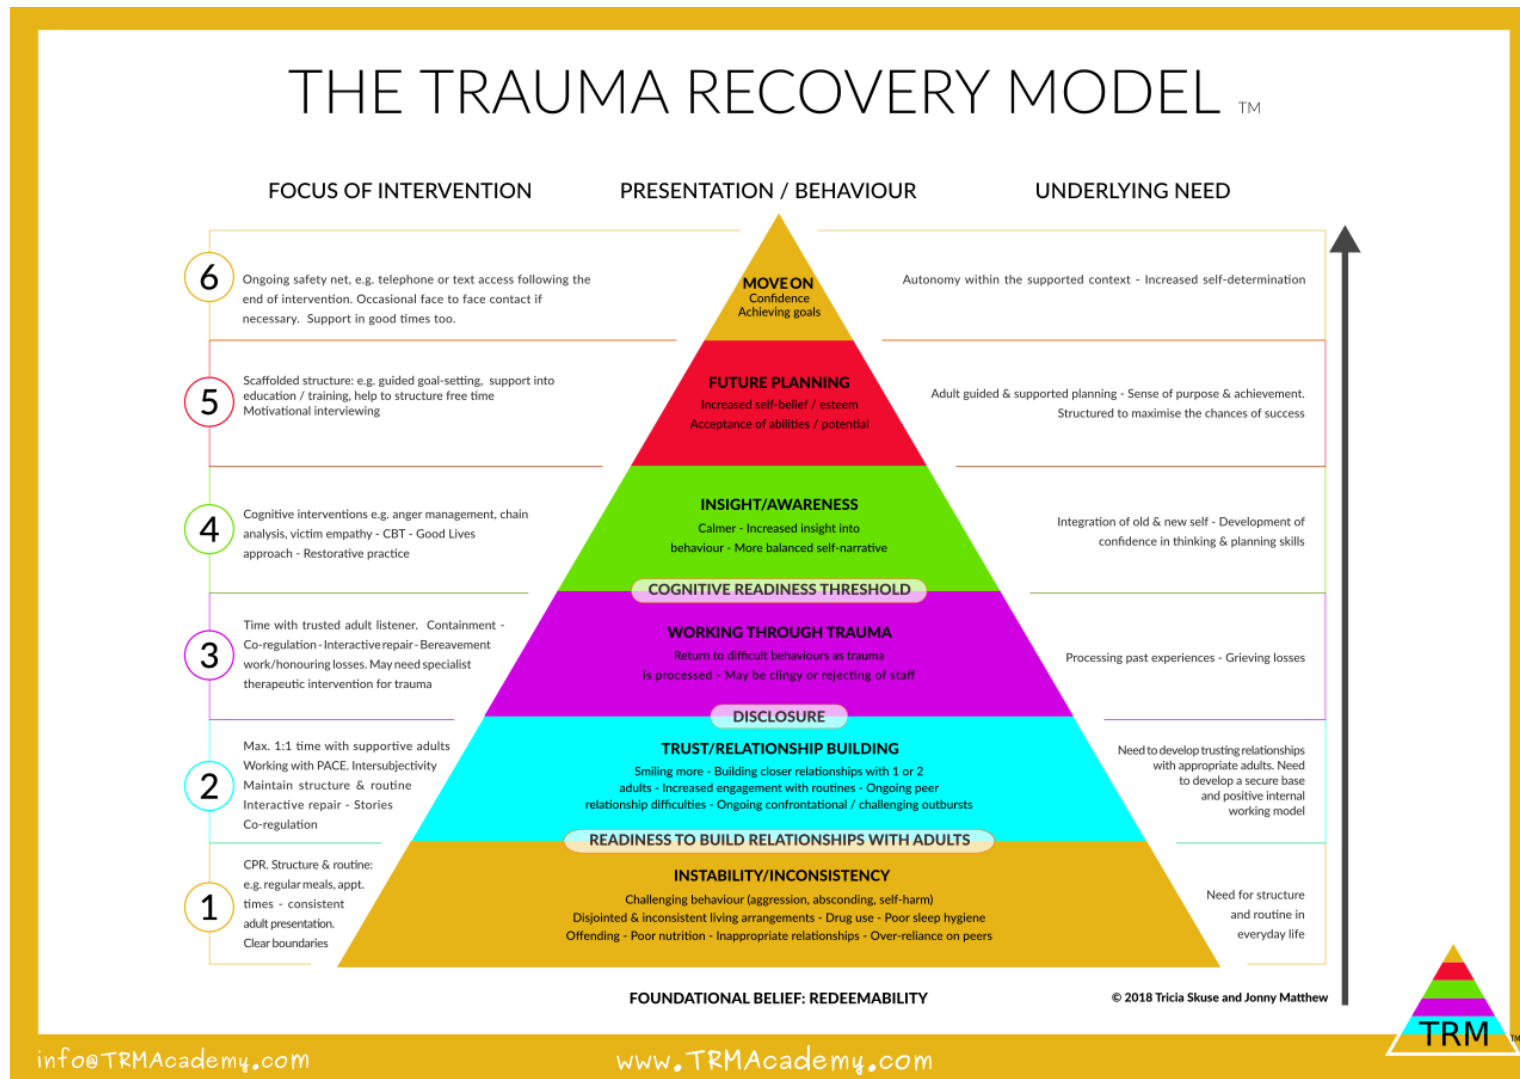 THE TRAUMA RECOVERY MODEL ™
FOCUS OF INTERVENTION
PRESENTATION / BEHAVIOUR
UNDERLYING NEED
6
Ongoing safety net, e.g. telephone or text access following the
end of intervention. Occasional face to face contact if
necessary. Support in good times too.
MOVE ON
Confidence
Achieving goals
Autonomy within the supported context - Increased self-determination
5
Scaffolded structure: e.g. guided goal-setting, support into
education / training, help to structure free time
Motivational interviewing
FUTURE PLANNING
Increased self-belief / esteem
Acceptance of abilities / potential
Adult guided & supported planning - Sense of purpose & achievement.
Structured to maximise the chances of success
4
Cognitive interventions e.g. anger management, chain
analysis, victim empathy - CBT - Good Lives
approach - Restorative practice
INSIGHT/AWARENESS
Calmer - Increased insight into
behaviour - More balanced self-narrative
Integration of old & new self - Development of
confidence in thinking & planning skills
COGNITIVE READINESS THRESHOLD
3
Time with trusted adult listener. Containment -
Co-regulation - Interactive repair - Bereavement
work/honouring losses. May need specialist
therapeutic intervention for trauma
WORKING THROUGH TRAUMA
Return to difficult behaviours as trauma
is processed - May be clingy or rejecting of staff
Processing past experiences - Grieving losses
DISCLOSURE
2
Max. 1:1 time with supportive adults
Working with PACE. Intersubjectivity
Maintain structure & routine
Interactive repair - Stories
Co-regulation
TRUST/RELATIONSHIP BUILDING
Smiling more - Building closer relationships with 1 or 2
adults - Increased engagement with routines - Ongoing peer
relationship difficulties - Ongoing confrontational / challenging outbursts
Need to develop trusting relationships
with appropriate adults. Need
to develop a secure base
and positive internal
working model
READINESS TO BUILD RELATIONSHIPS WITH ADULTS
1
CPR. Structure & routine:
e.g. regular meals, appt.
times - consistent
adult presentation.
Clear boundaries
INSTABILITY/INCONSISTENCY
Challenging behaviour (aggression, absconding, self-harm)
Disjointed & inconsistent living arrangements - Drug use - Poor sleep hygiene
Offending - Poor nutrition - Inappropriate relationships - Over-reliance on peers
Need for structure
and routine in
everyday life
FOUNDATIONAL BELIEF: REDEEMABILITY
© 2018 Tricia Skuse and Jonny Matthew
TRM ™
info@TRMAcademy.com
www.TRMAcademy.com